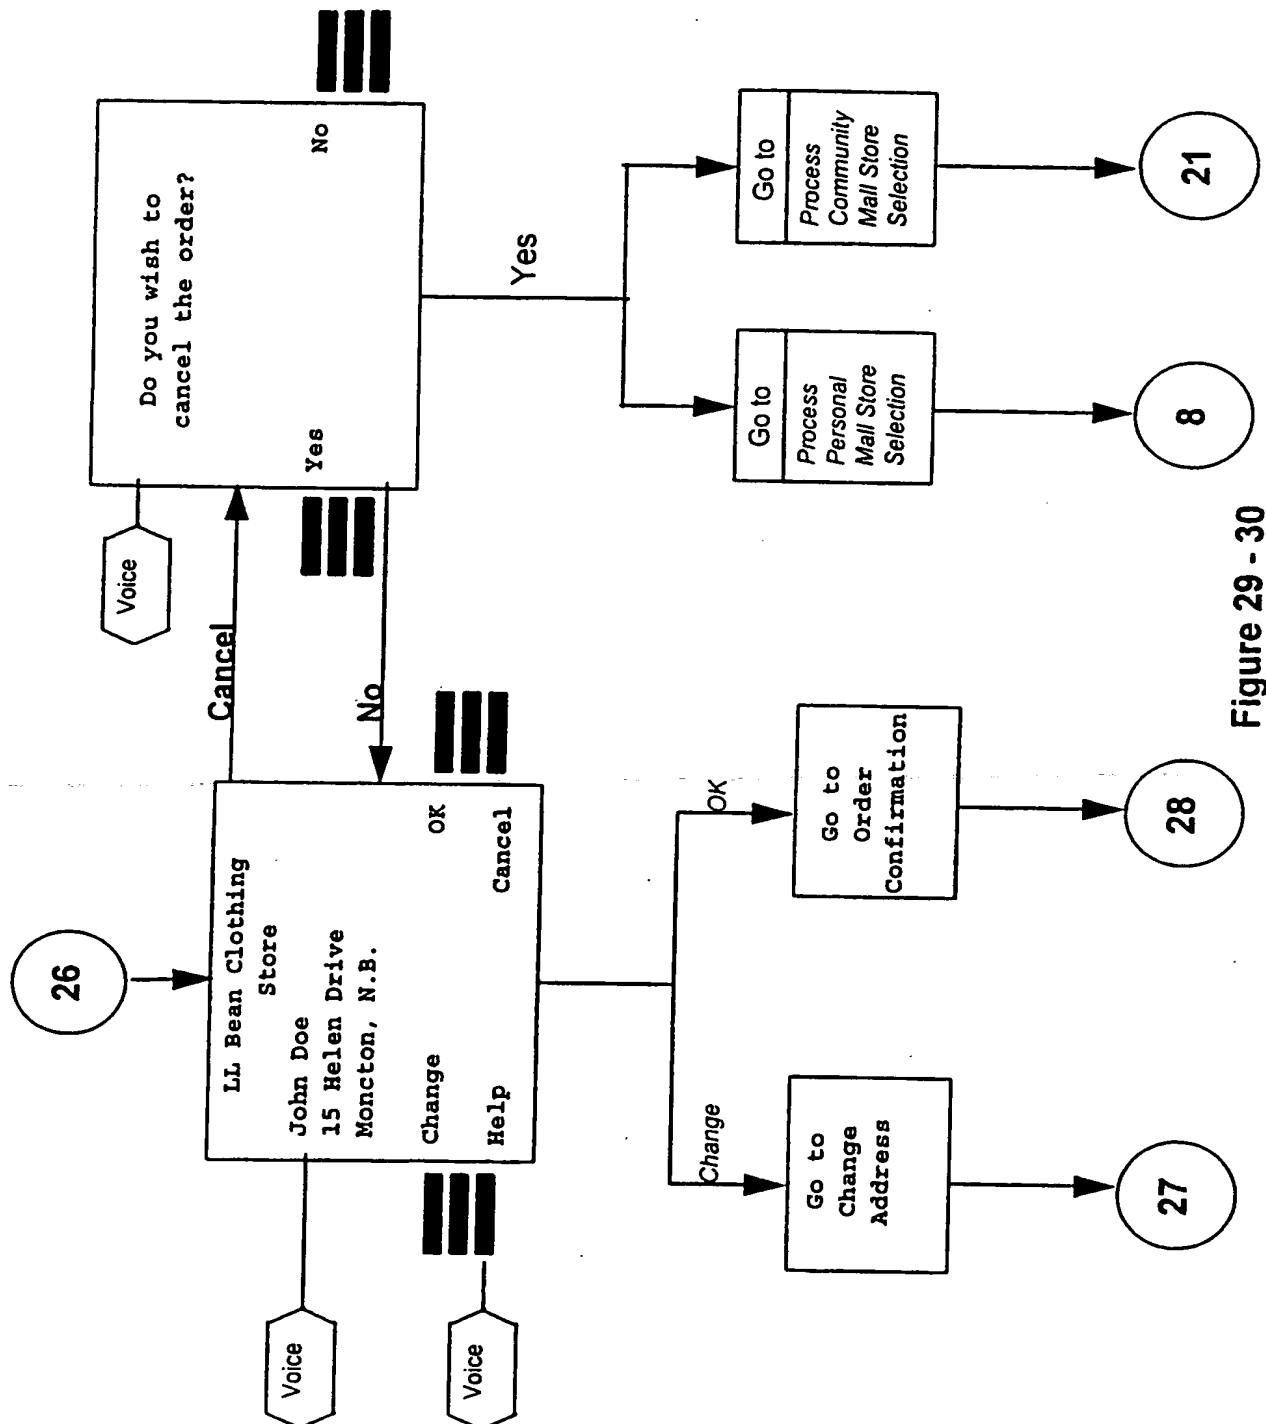 26
LL Bean Clothing
Store
John Doe
15 Helen Drive
Moncton, N.B.
Change
OK
Help
Cancel
Voice
Voice
Cancel
No
Voice
Do you wish to
cancel the order?
Yes
No
Change
OK
Yes
Go to
Change
Address
Go to
Order
Confirmation
Go to
Process
Personal
Mall Store
Selection
Go to
Process
Community
Mall Store
Selection
27
28
8
21
Figure 29 - 30